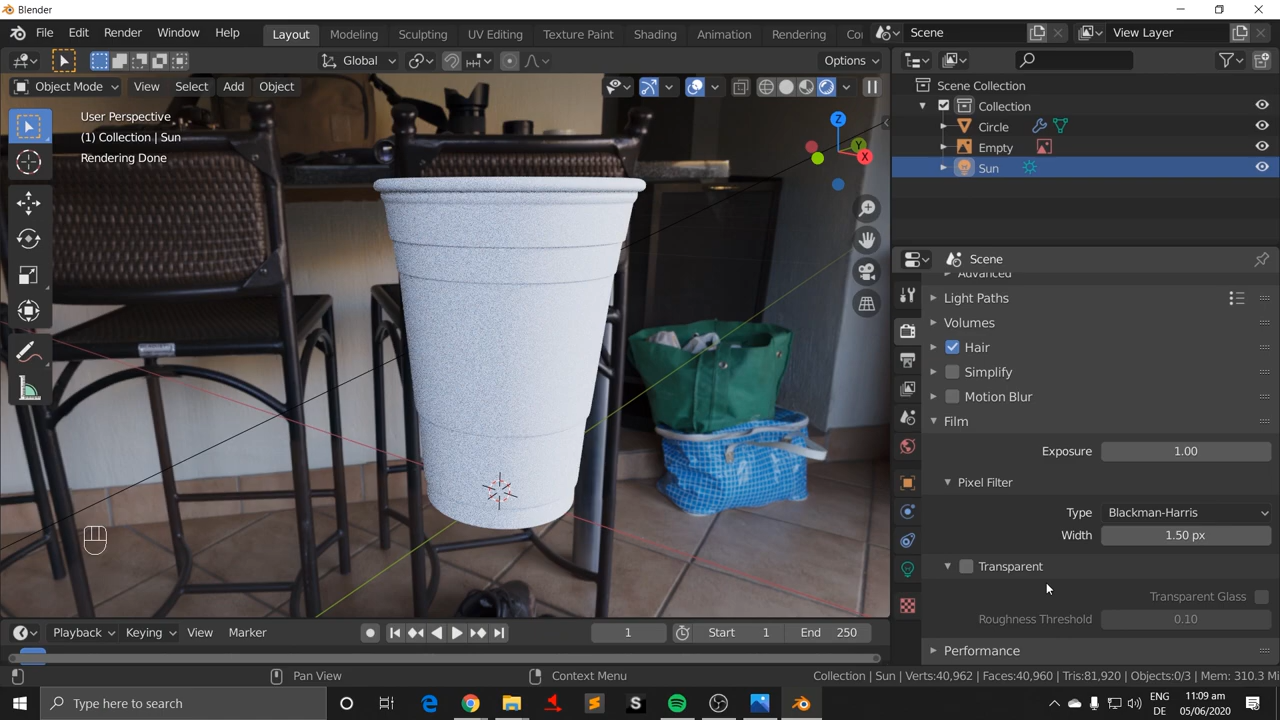 Blender
File Edit Render Window Help
Layout Modeling Sculpting UV Editing Texture Paint Shading Animation Rendering Co
Scene
View Layer
Global
Options
Object Mode View Select Add Object
User Perspective
(1) Collection | Sun
Rendering Done
Z
Y
X
Scene Collection
Collection
Circle
Empty
Sun
Scene
Advanced
Light Paths
Volumes
Hair
Simplify
Motion Blur
Film
Exposure 1.00
Pixel Filter
Type Blackman-Harris
Width 1.50 px
Transparent
Transparent Glass
Roughness Threshold 0.10
Performance
Playback Keying View Marker
1
Start 1
End 250
Pan View
Context Menu
Collection | Sun | Verts:40,962 | Faces:40,960 | Tris:81,920 | Objects:0/3 | Mem: 310.3 Mi
Type here to search
ENG
DE
11:09 am
05/06/2020